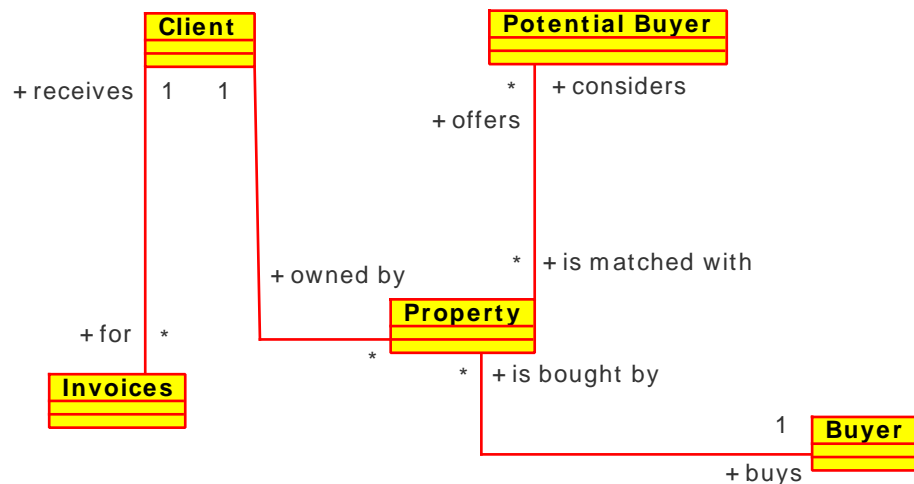 Client
Potential Buyer
+ receives
1
1
*
+ considers
+ offers
+ owned by
*
+ is matched with
Property
+ for
*
*
*
+ is bought by
Invoices
1
Buyer
+ buys